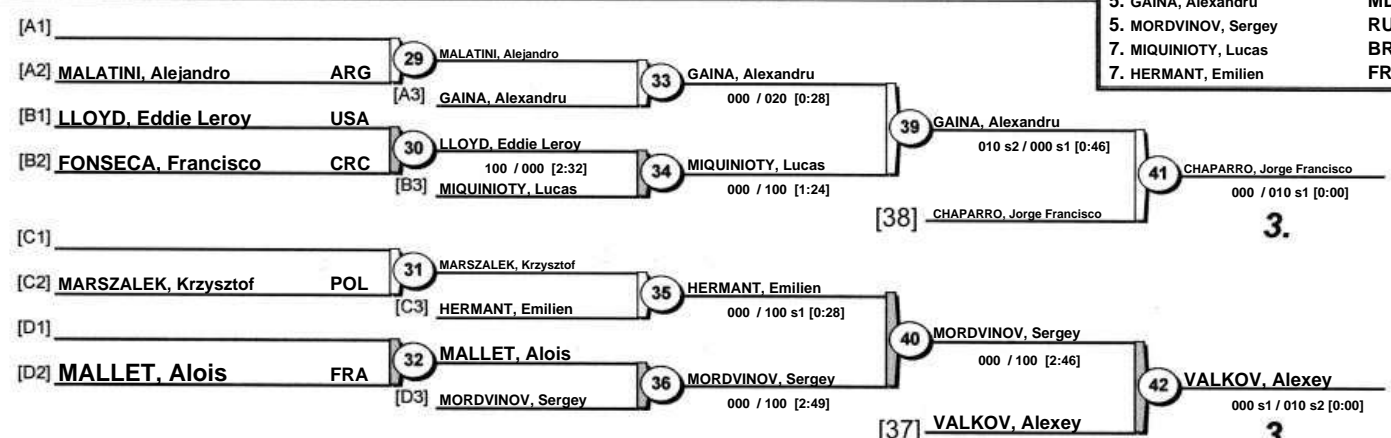 5. GAINA, Alexandru
5. MORDVINOV, Sergey RU
7. MIQUINIOTY, Lucas BR
7. HERMANT, Emilien FR
[A1]
[A2] MALATINI, Alejandro ARG
29
MALATINI, Alejandro
[A3] GAINA, Alexandru
33
GAINA, Alexandru
000 / 020 [0:28]
[B1] LLOYD, Eddie Leroy USA
[B2] FONSECA, Francisco CRC
30
LLOYD, Eddie Leroy
100 / 000 [2:32]
[B3] MIQUINIOTY, Lucas
34
MIQUINIOTY, Lucas
000 / 100 [1:24]
39
GAINA, Alexandru
010 s2 / 000 s1 [0:46]
[38] CHAPARRO, Jorge Francisco
41
CHAPARRO, Jorge Francisco
000 / 010 s1 [0:00]
3.
[C1]
[C2] MARSZALEK, Krzysztof POL
31
MARSZALEK, Krzysztof
[C3] HERMANT, Emilien
35
HERMANT, Emilien
000 / 100 s1 [0:28]
[D1]
[D2] MALLET, Alois FRA
32
MALLET, Alois
[D3] MORDVINOV, Sergey
36
MORDVINOV, Sergey
000 / 100 [2:49]
40
MORDVINOV, Sergey
000 / 100 [2:46]
[37] VALKOV, Alexey
42
VALKOV, Alexey
000 s1 / 010 s2 [0:00]
3